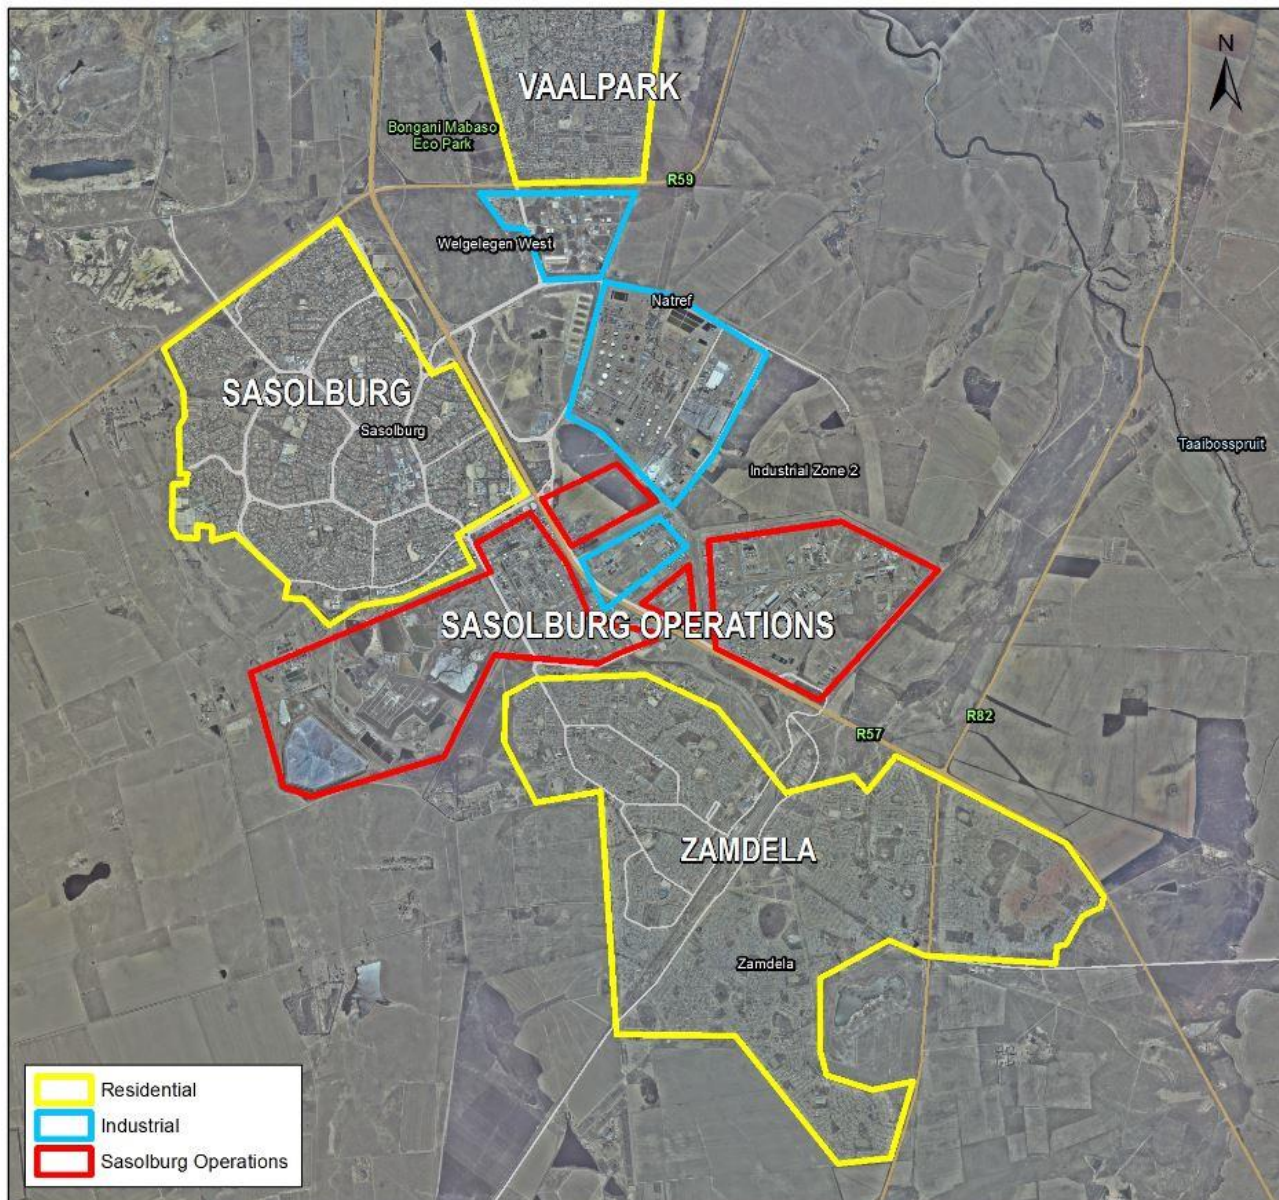 N
VAALPARK
Bongani Mabaso
Eco Park
R59
Welgelegen West
Natref
SASOLBURG
Sasolburg
Taaibosspruit
Industrial Zone 2
SASOLBURG OPERATIONS
R82
R57
ZAMDELA
Zamdela
Residential
Industrial
Sasolburg Operations